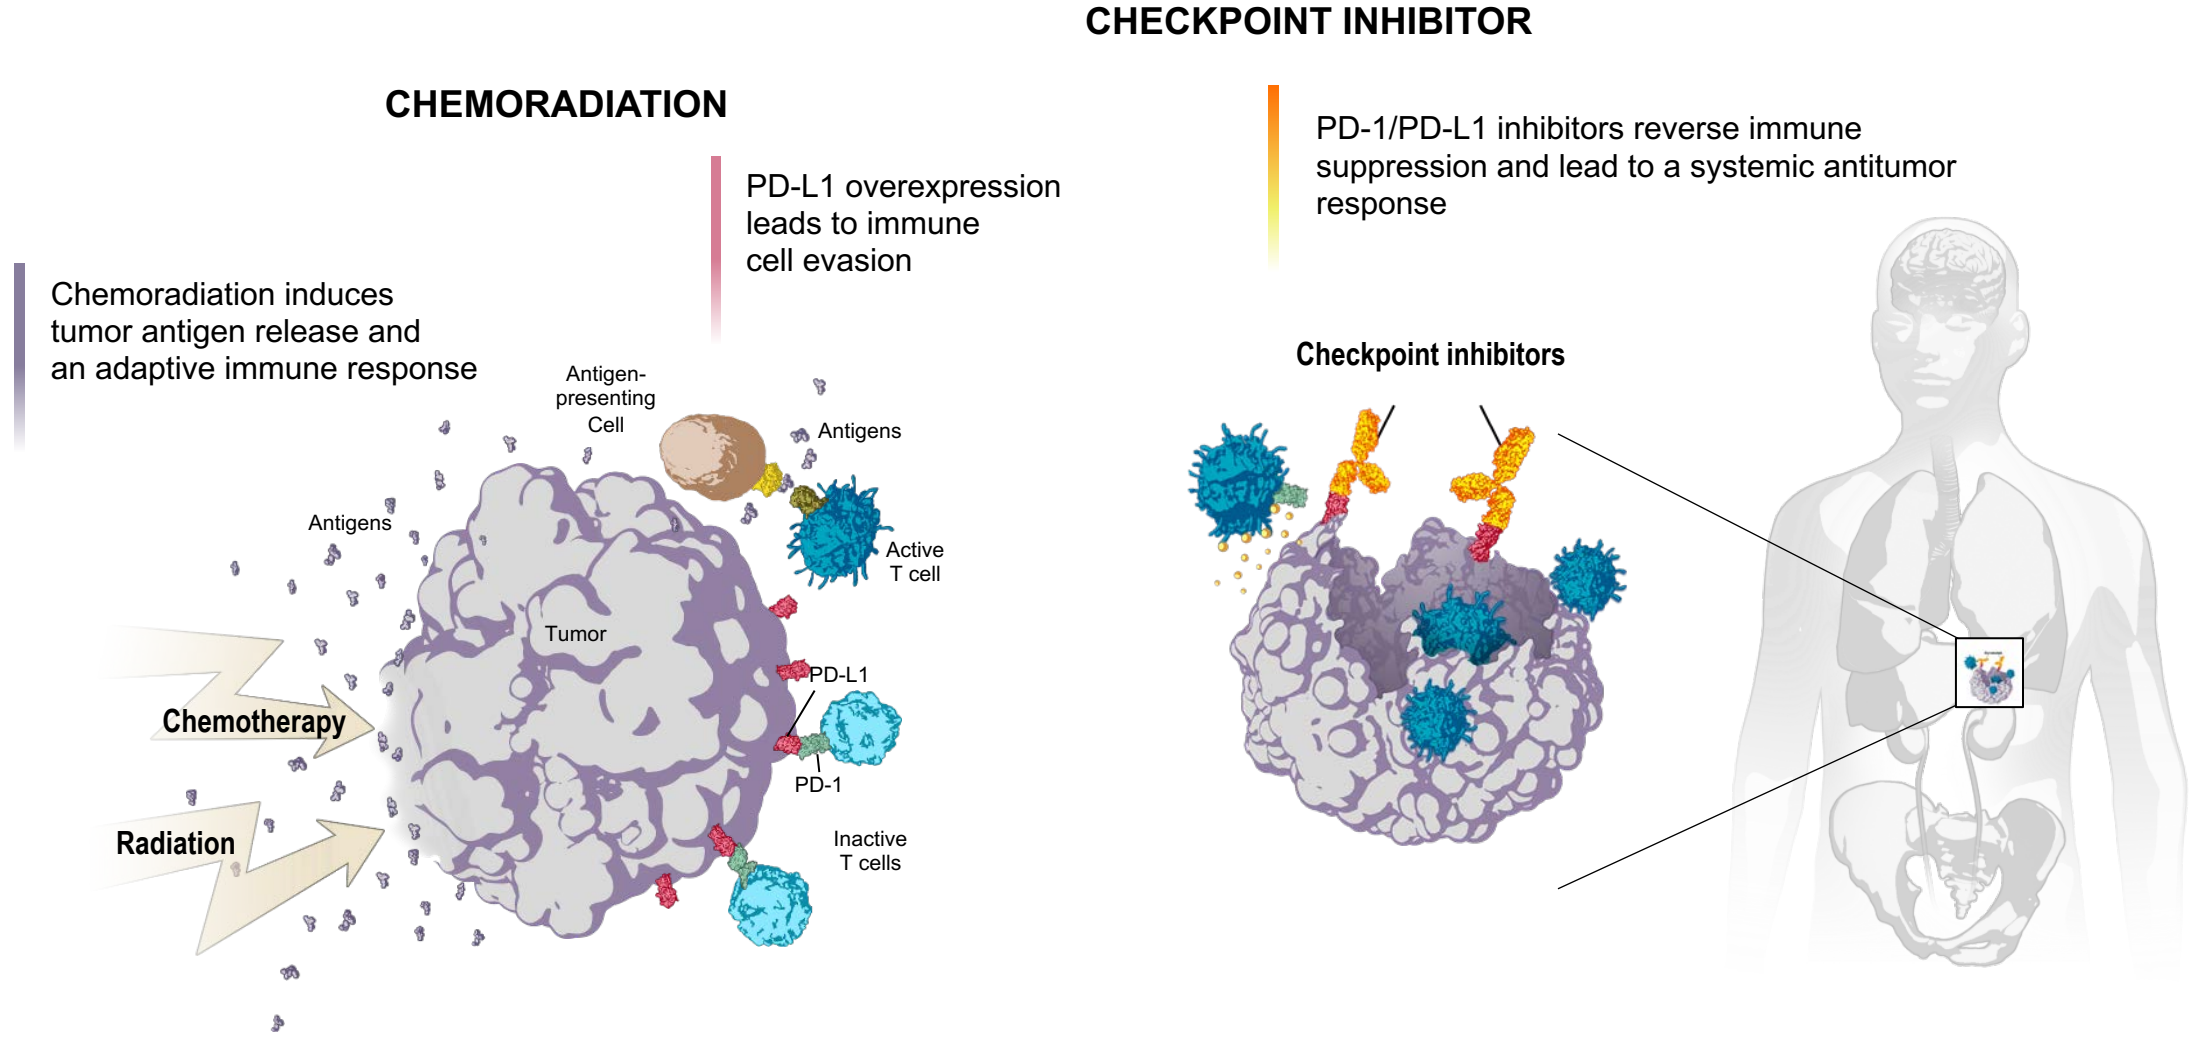 CHECKPOINT INHIBITOR
CHEMORADIATION
PD-1/PD-L1 inhibitors reverse immune
suppression and lead to a systemic antitumor
response
PD-L1 overexpression
leads to immune
cell evasion
Chemoradiation induces
tumor antigen release and
an adaptive immune response
Checkpoint inhibitors
Antigen-
presenting
Cell
Antigens
Antigens
Active
T cell
Tumor
PD-L1
Chemotherapy
PD-1
Radiation
Inactive
T cells